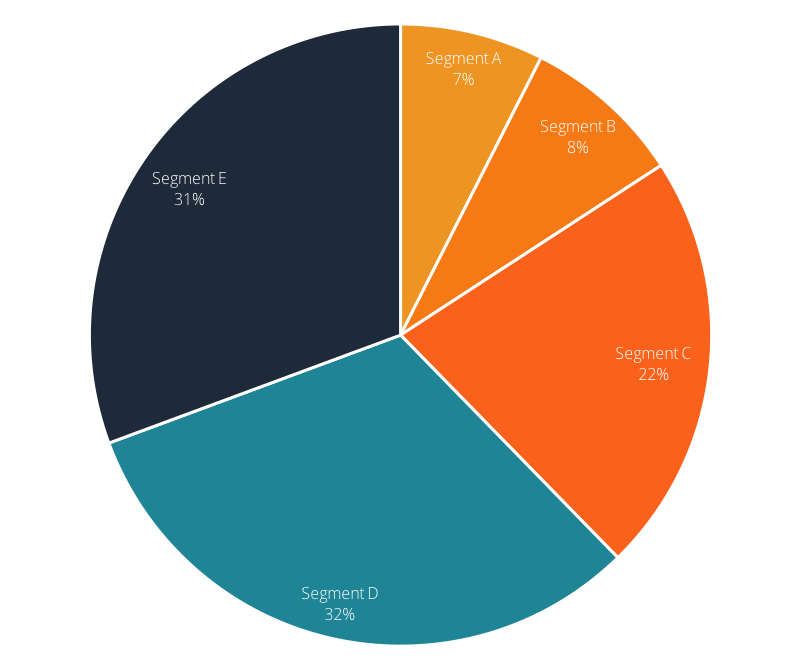 Segment A
7%
Segment B
8%
Segment C
22%
Segment D
32%
Segment E
31%